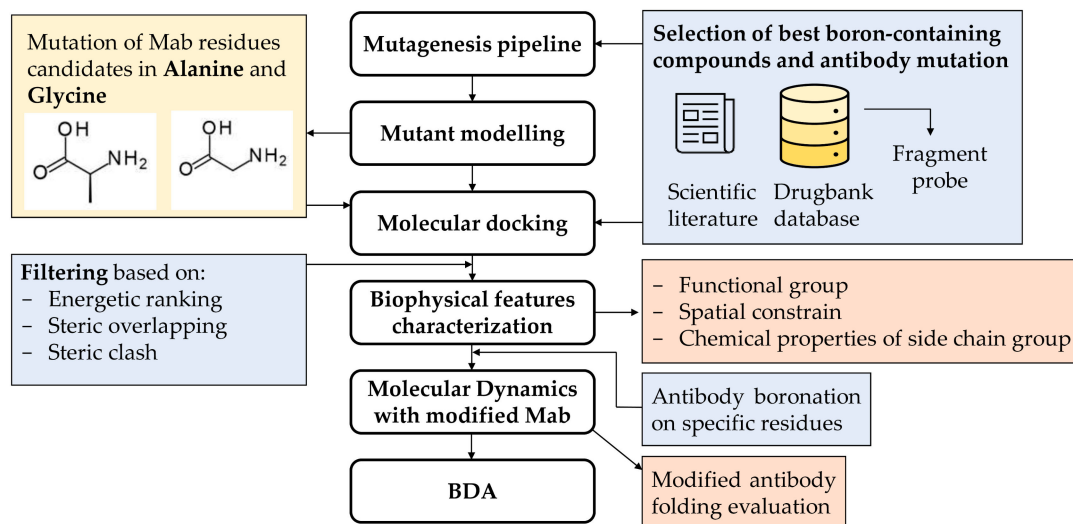 Mutation of Mab residues
candidates in Alanine and
Glycine
OH
O
NH2
OH
O
NH2
Filtering based on:
– Energetic ranking
– Steric overlapping
– Steric clash
Mutagenesis pipeline
Mutant modelling
Molecular docking
Biophysical features
characterization
Molecular Dynamics
with modified Mab
BDA
Selection of best boron-containing
compounds and antibody mutation
Scientific
literature
Drugbank
database
Fragment
probe
– Functional group
– Spatial constrain
– Chemical properties of side chain group
Antibody boronation
on specific residues
Modified antibody
folding evaluation